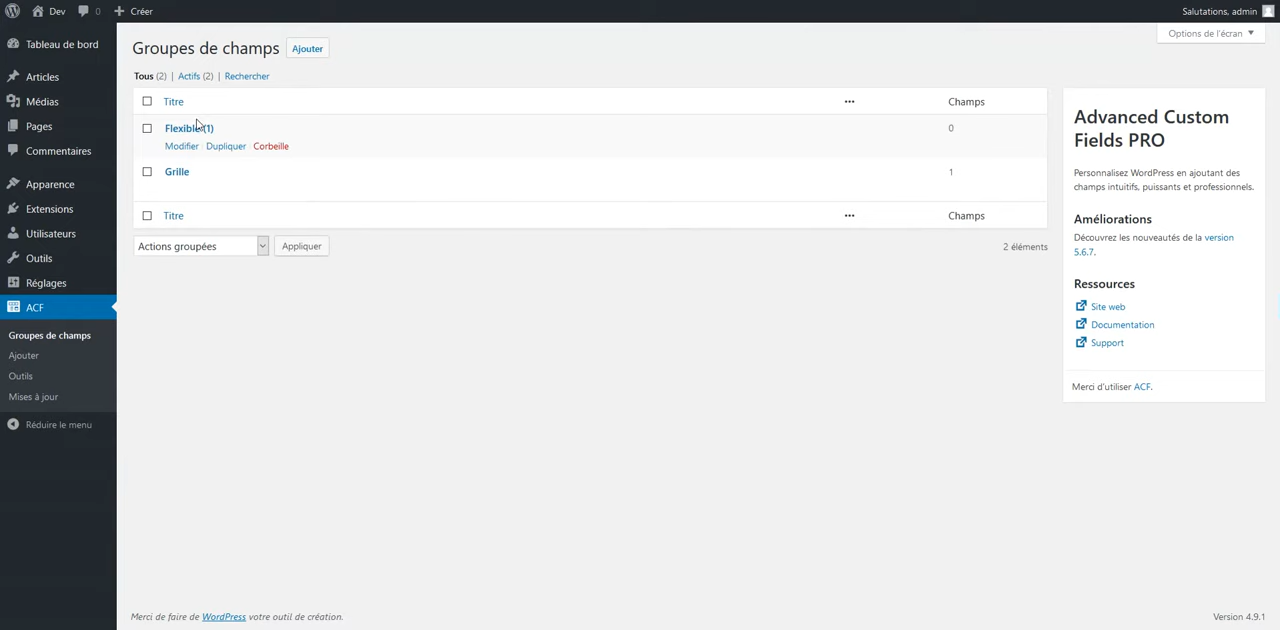 Dev 0 Créer Salutations, admin
Tableau de bord
Articles
Médias
Pages
Commentaires
Apparence
Extensions
Utilisateurs
Outils
Réglages
ACF
Groupes de champs
Ajouter
Outils
Mises à jour
Réduire le menu
Options de l'écran
Groupes de champs Ajouter
Tous (2) | Actifs (2) | Rechercher
Titre Champs
Flexible (1) 0
Modifier Dupliquer Corbeille
Grille 1
Titre Champs
Actions groupées Appliquer 2 éléments
Advanced Custom
Fields PRO
Personnalisez WordPress en ajoutant des
champs intuitifs, puissants et professionnels.
Améliorations
Découvrez les nouveautés de la version
5.6.7.
Ressources
Site web
Documentation
Support
Merci d'utiliser ACF.
Merci de faire de WordPress votre outil de création. Version 4.9.1